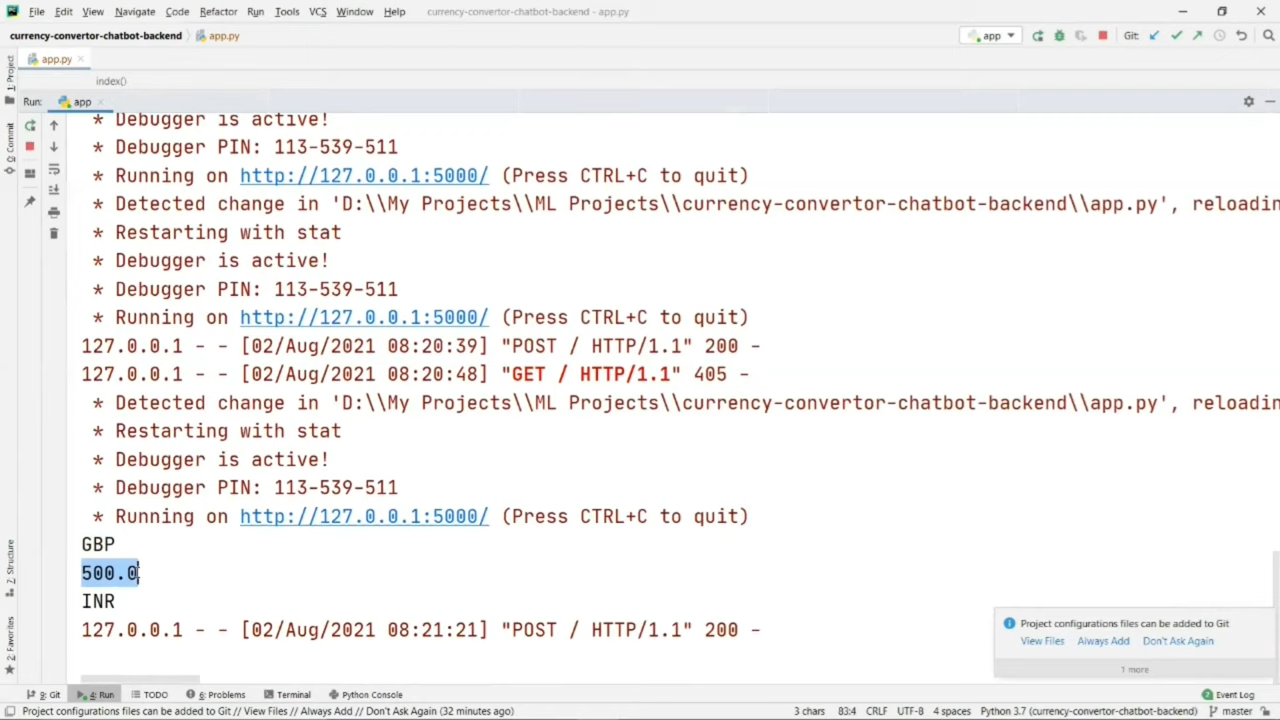 File Edit View Navigate Code Refactor Run Tools VCS Window Help currency-convertor-chatbot-backend - app.py
currency-convertor-chatbot-backend app.py app Git:
app.py
index()
Run: app
1: Project
Commit
2: Structure
2: Favorites
* Debugger is active!
* Debugger PIN: 113-539-511
* Running on http://127.0.0.1:5000/ (Press CTRL+C to quit)
* Detected change in 'D:\\My Projects\\ML Projects\\currency-convertor-chatbot-backend\\app.py', reloadin
* Restarting with stat
* Debugger is active!
* Debugger PIN: 113-539-511
* Running on http://127.0.0.1:5000/ (Press CTRL+C to quit)
127.0.0.1 - - [02/Aug/2021 08:20:39] "POST / HTTP/1.1" 200 -
127.0.0.1 - - [02/Aug/2021 08:20:48] "GET / HTTP/1.1" 405 -
* Detected change in 'D:\\My Projects\\ML Projects\\currency-convertor-chatbot-backend\\app.py', reloadin
* Restarting with stat
* Debugger is active!
* Debugger PIN: 113-539-511
* Running on http://127.0.0.1:5000/ (Press CTRL+C to quit)
GBP
500.0
INR
127.0.0.1 - - [02/Aug/2021 08:21:21] "POST / HTTP/1.1" 200 -
Project configurations files can be added to Git
View Files Always Add Don't Ask Again
1 more
9: Git 4: Run TODO 6: Problems Terminal Python Console Event Log
Project configurations files can be added to Git // View Files // Always Add // Don't Ask Again (32 minutes ago) 3 chars 83:4 CRLF UTF-8 4 spaces Python 3.7 (currency-convertor-chatbot-backend) master